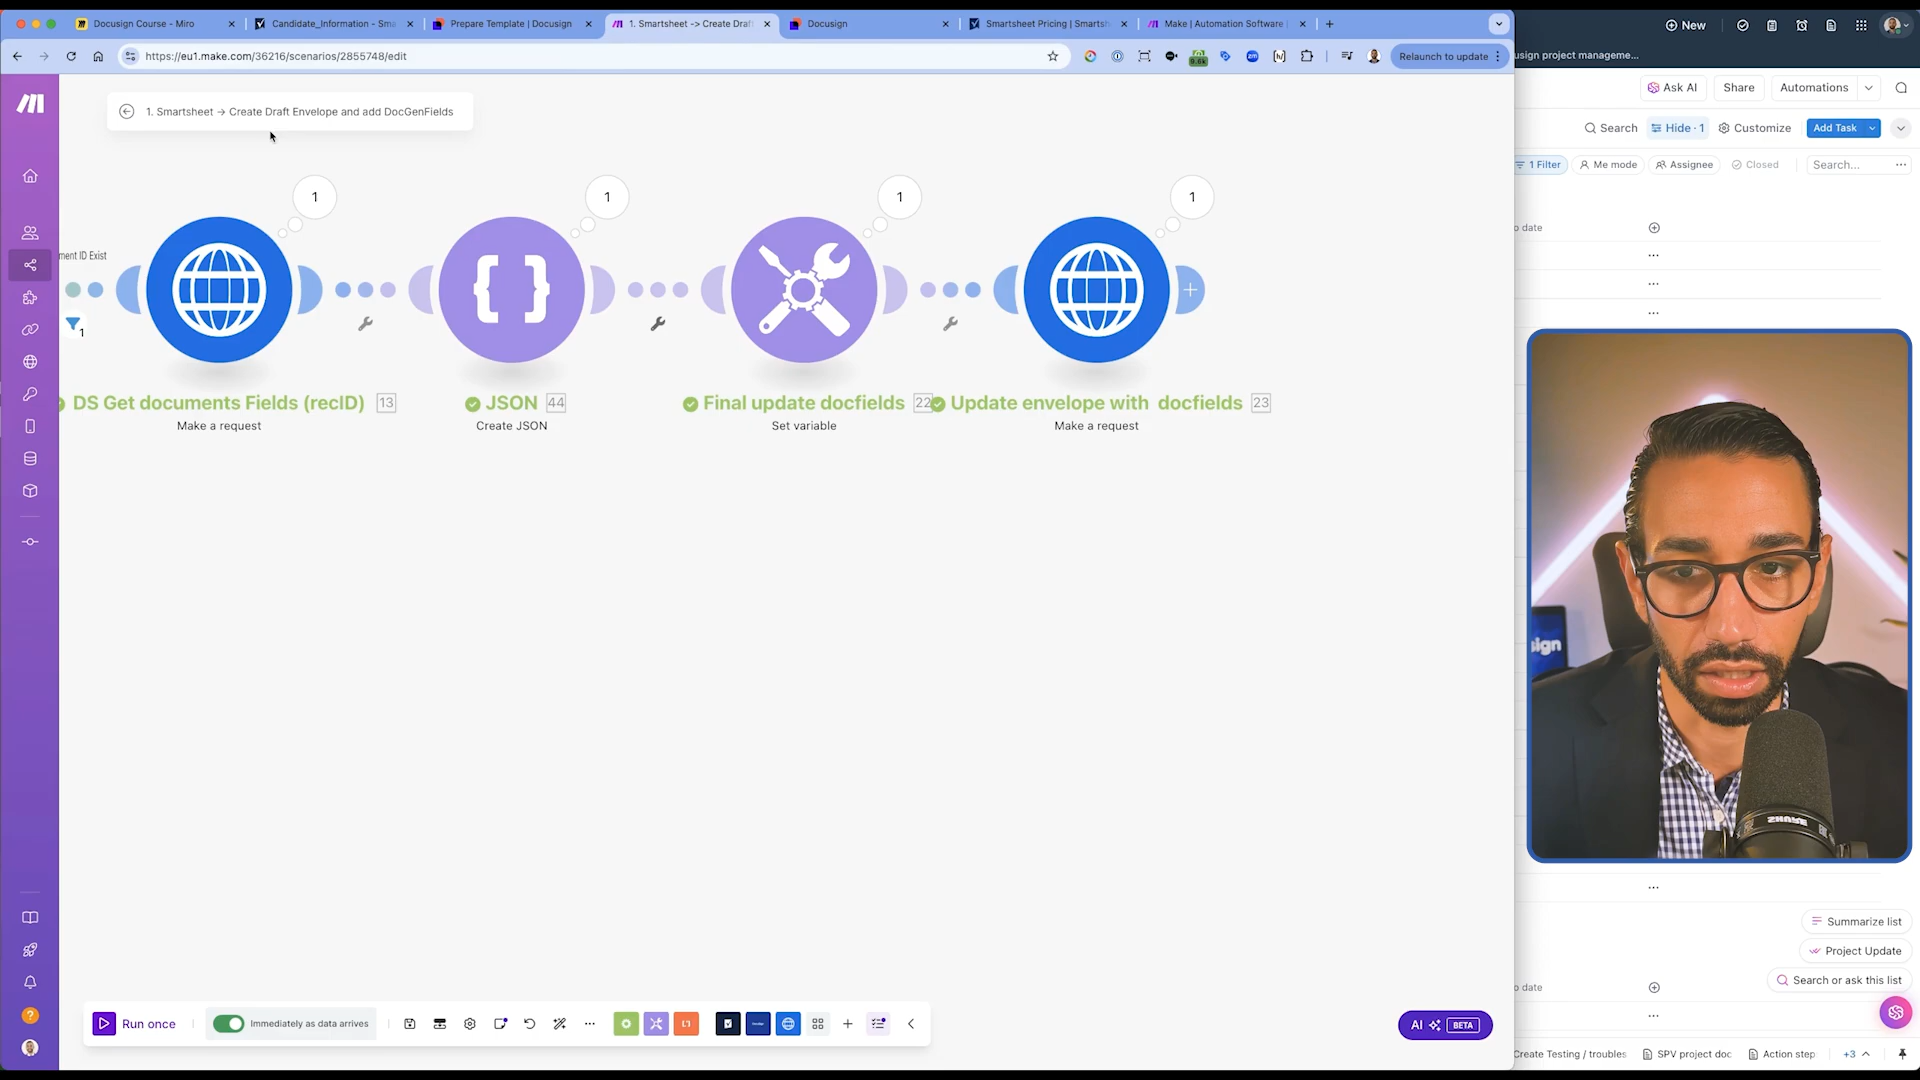 Docusign Course - Miro
Candidate_Information - Sma
Prepare Template | Docusign
1. Smartsheet -> Create Draf
Docusign
Smartsheet Pricing | Smartsh
Make | Automation Software
New
https://eu1.make.com/36216/scenarios/2855748/edit
9.6k
Relaunch to update
usign project manageme...
1. Smartsheet → Create Draft Envelope and add DocGenFields
Ask AI
Share
Automations
Search
Hide · 1
Customize
Add Task
1 Filter
Me mode
Assignee
Closed
Search...
1
1
1
1
o date
ment ID Exist
1
DS Get documents Fields (recID) 13
Make a request
JSON 44
Create JSON
Final update docfields 22
Set variable
Update envelope with docfields 23
Make a request
sign
SHURE
Summarize list
Project Update
Search or ask this list
o date
Run once
Immediately as data arrives
AI
BETA
Create Testing / troubles
SPV project doc
Action step
+3